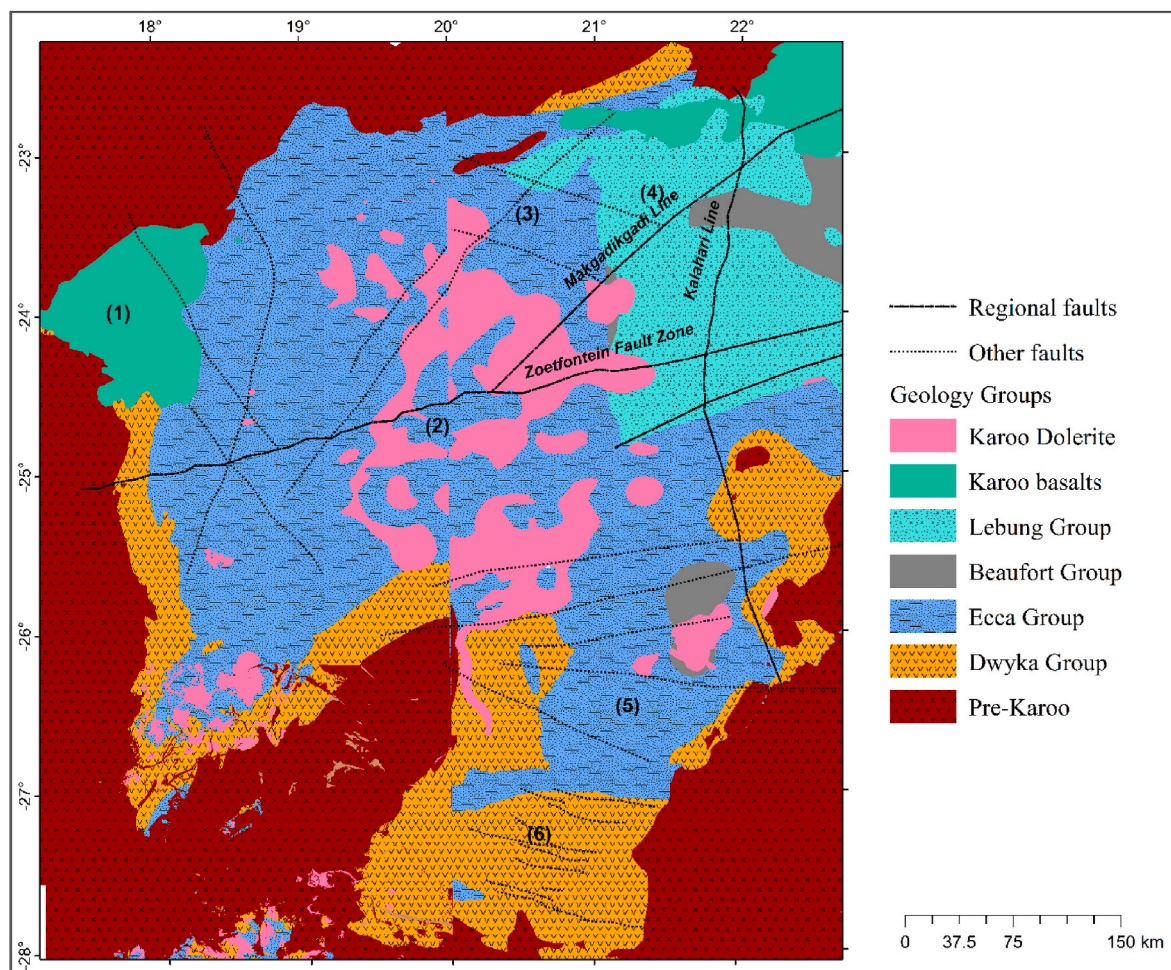 18° 19° 20° 21° 22°
-23°
-24°
-25°
-26°
-27°
-28°
(1)
(2)
(3)
(4)
(5)
(6)
Makgadikgadi Line
Kalahari Line
Zoetfontein Fault Zone
Regional faults
Other faults
Geology Groups
Karoo Dolerite
Karoo basalts
Lebung Group
Beaufort Group
Ecca Group
Dwyka Group
Pre-Karoo
0 37.5 75 150 km